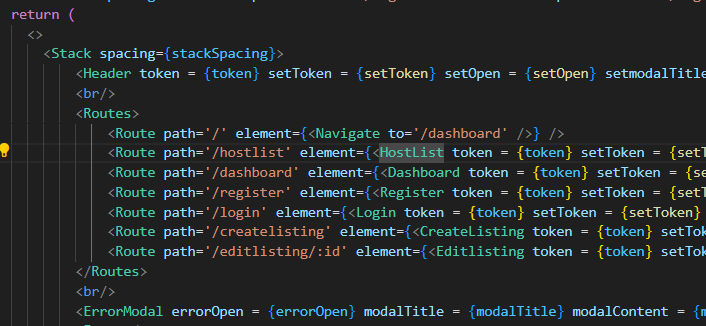 return (
<>
<Stack spacing={stackSpacing}>
<Header token = {token} setToken = {setToken} setOpen = {setOpen} setmodalTitle
<br/>
<Routes>
<Route path='/' element={<Navigate to='/dashboard' />} />
<Route path='/hostlist' element={<HostList token = {token} setToken = {setT
<Route path='/dashboard' element={<Dashboard token = {token} setToken = {se
<Route path='/register' element={<Register token = {token} setToken = {setT
<Route path='/login' element={<Login token = {token} setToken = {setToken}
<Route path='/createlisting' element={<CreateListing token = {token} setTok
<Route path='/editlisting/:id' element={<Editlisting token = {token} setTok
</Routes>
<br/>
<ErrorModal errorOpen = {errorOpen} modalTitle = {modalTitle} modalContent = {m